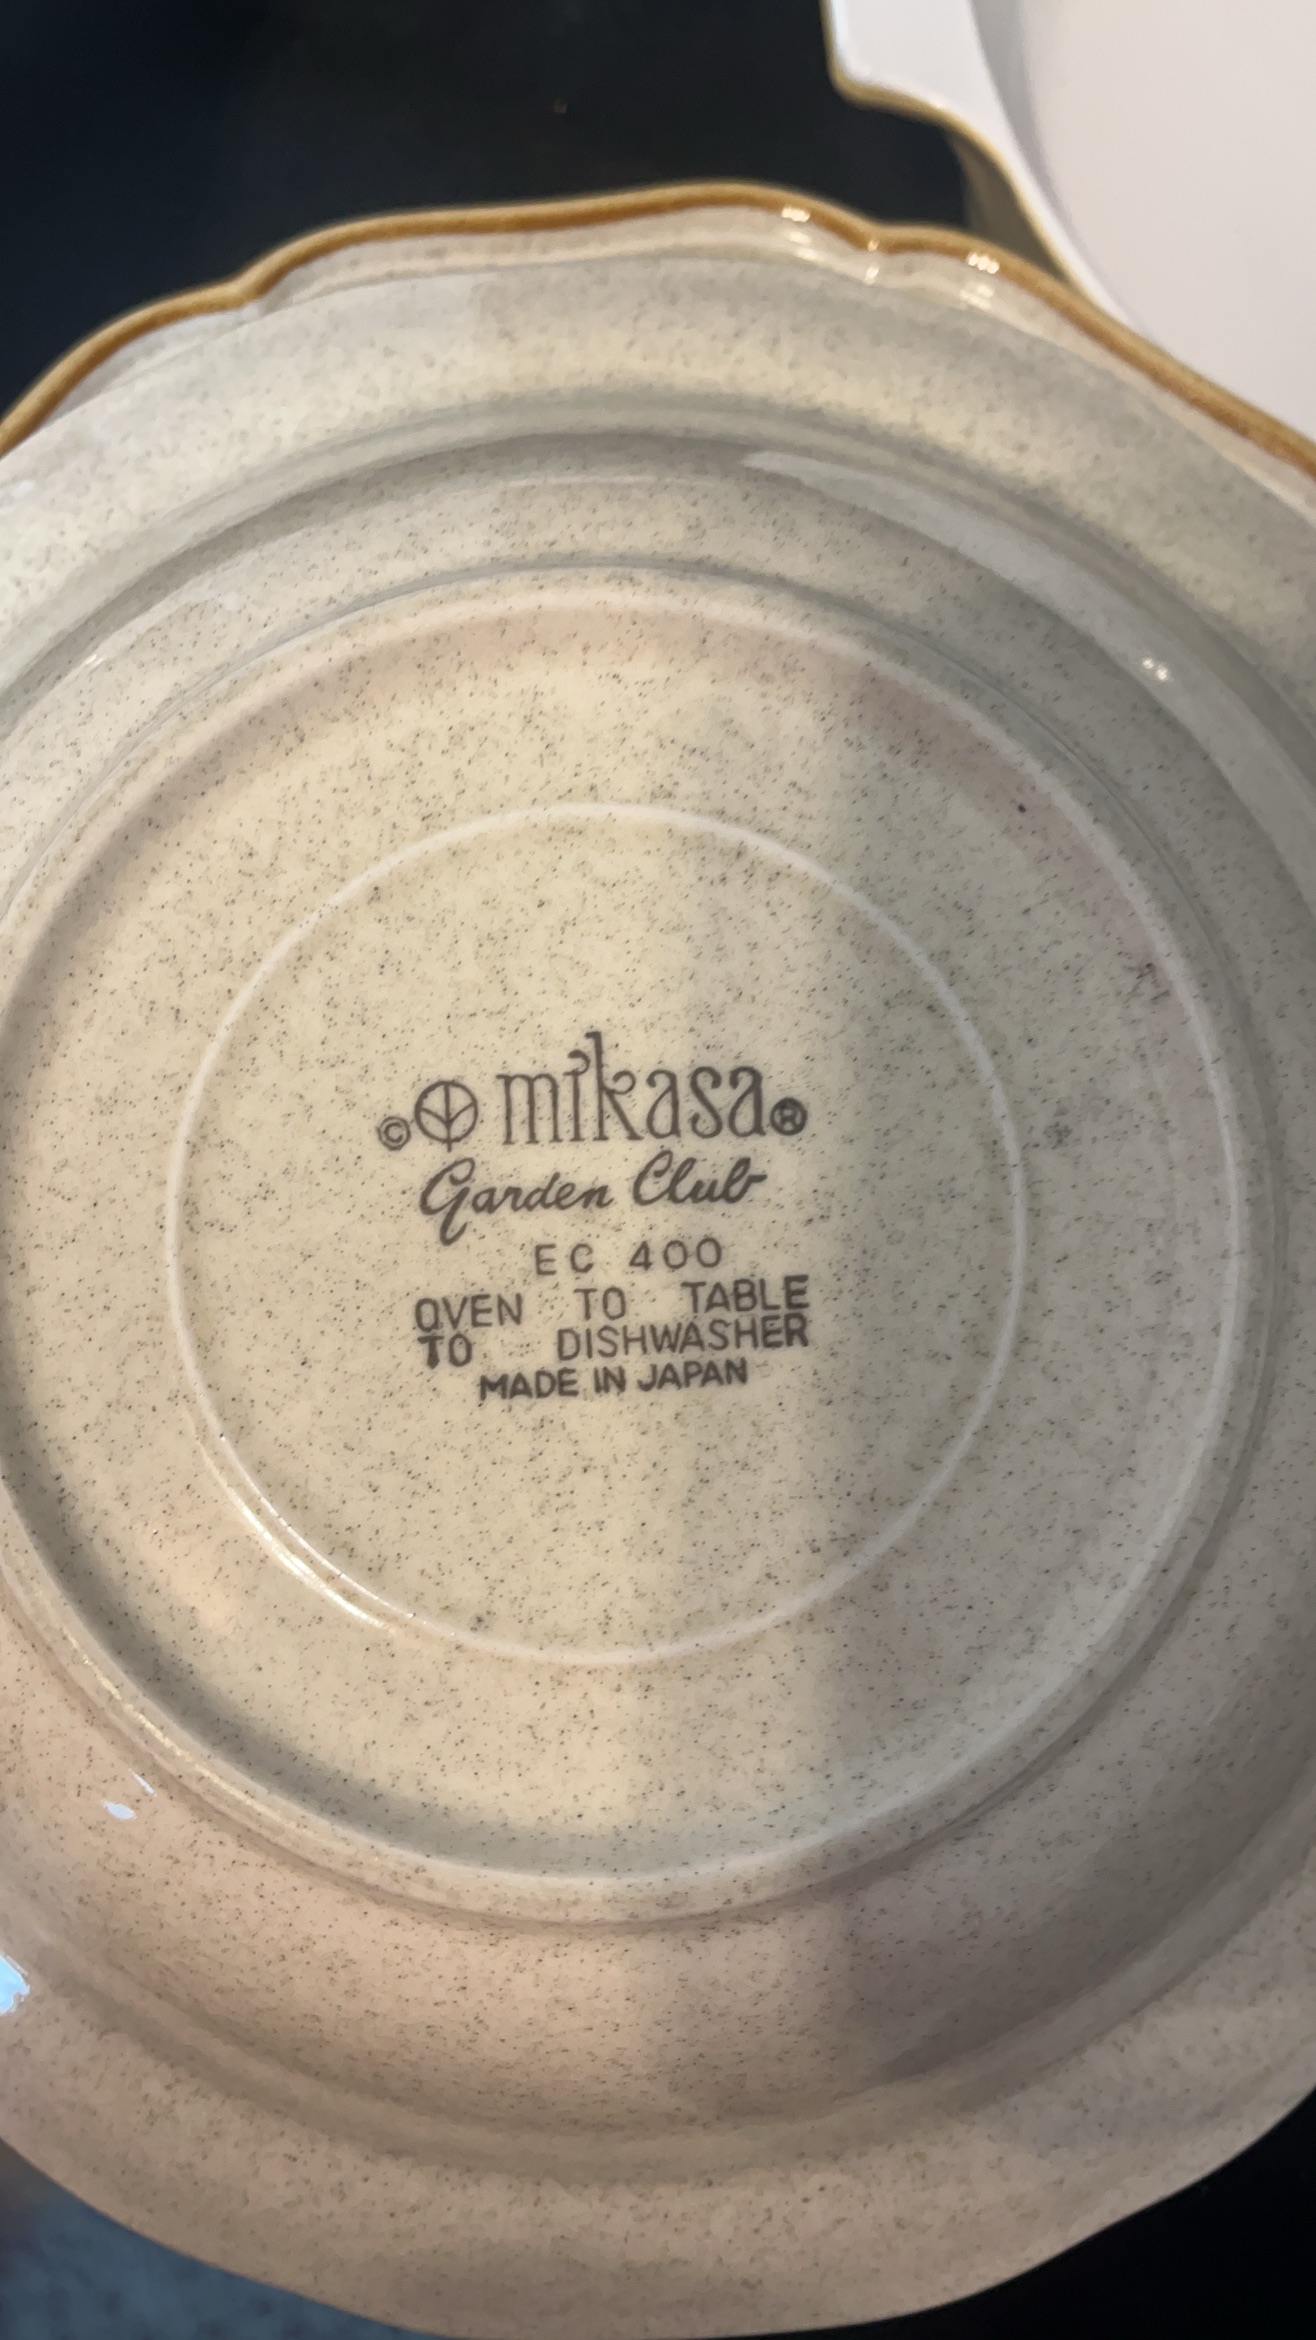 © mikasa®
Garden Club
EC 400
OVEN TO TABLE
TO DISHWASHER
MADE IN JAPAN